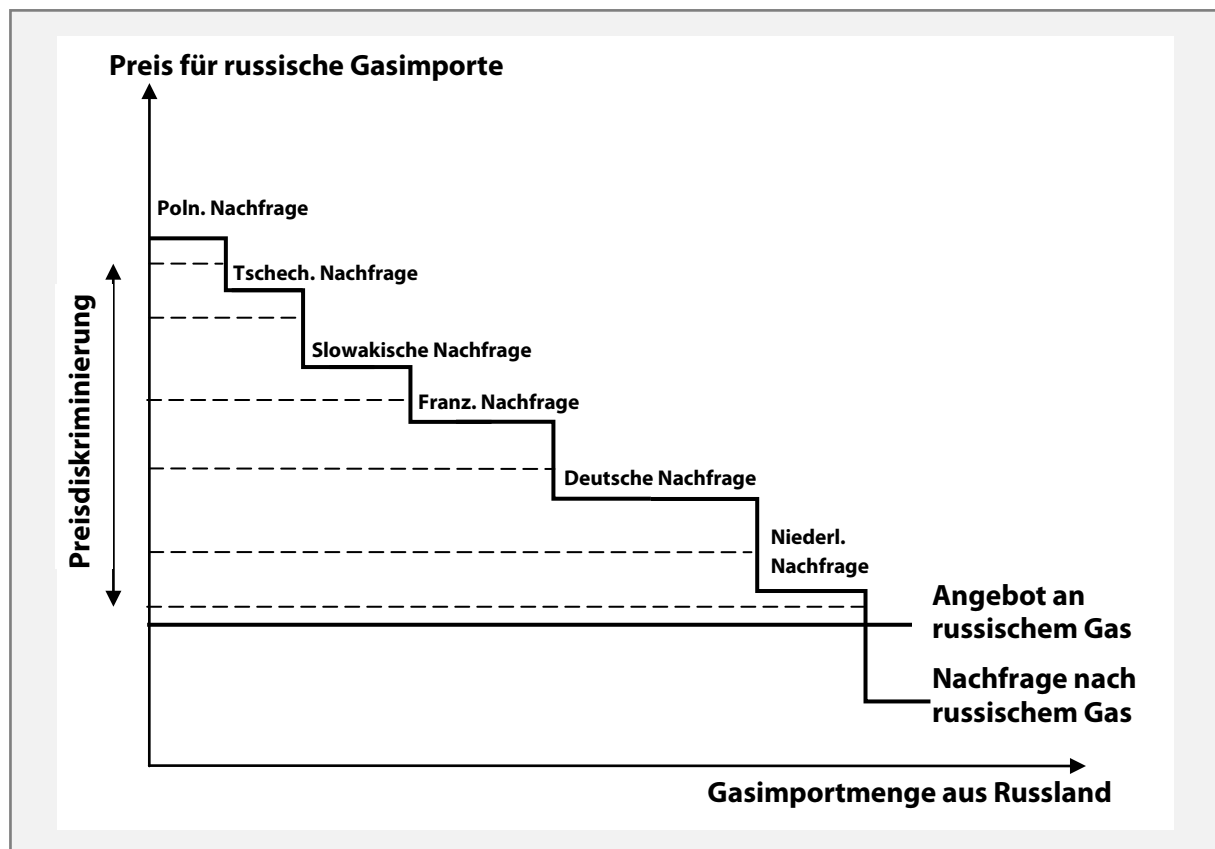 Preis für russische Gasimporte
Poln. Nachfrage
Tschech. Nachfrage
Slowakische Nachfrage
Franz. Nachfrage
Deutsche Nachfrage
Niederl.
Nachfrage
Preisdiskriminierung
Angebot an
russischem Gas
Nachfrage nach
russischem Gas
Gasimportmenge aus Russland